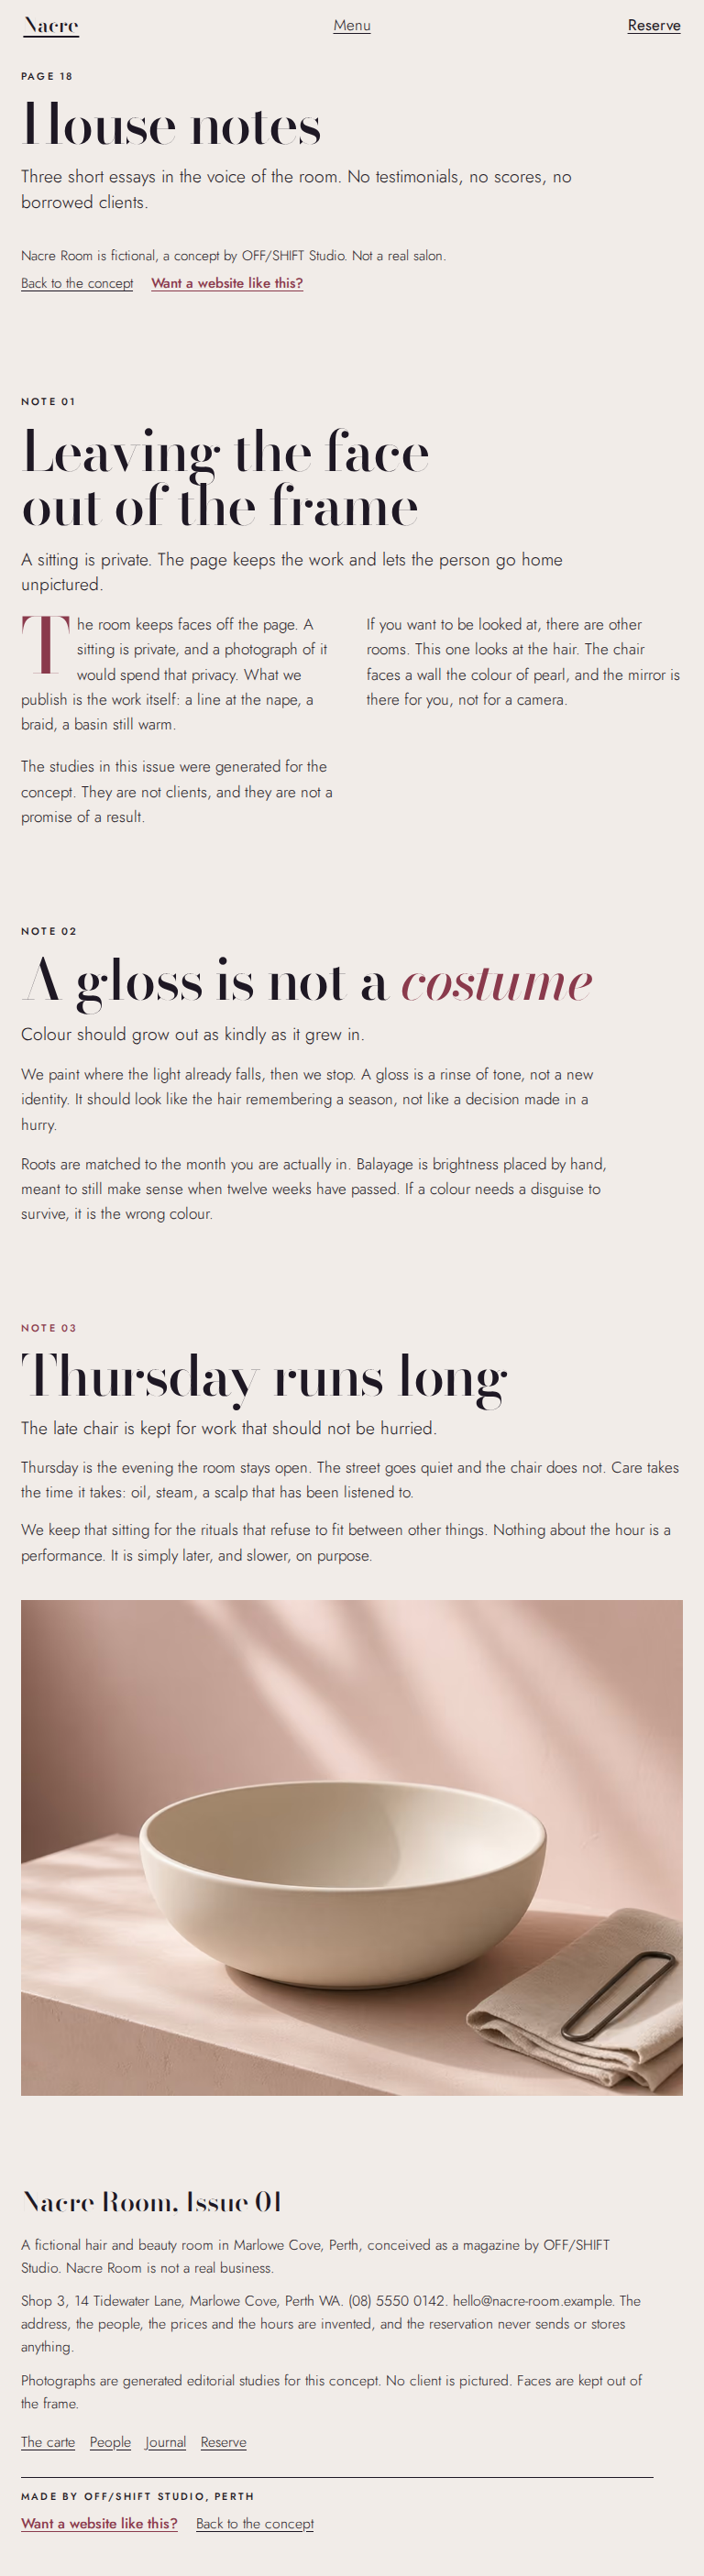 Nacre
Menu
Reserve
PAGE 18
House notes
Three short essays in the voice of the room. No testimonials, no scores, no
borrowed clients.
Nacre Room is fictional, a concept by OFF/SHIFT Studio. Not a real salon.
Back to the concept Want a website like this?
NOTE 01
Leaving the face
out of the frame
A sitting is private. The page keeps the work and lets the person go home
unpictured.
The room keeps faces off the page. A
sitting is private, and a photograph of it
would spend that privacy. What we
publish is the work itself: a line at the nape, a
braid, a basin still warm.
The studies in this issue were generated for the
concept. They are not clients, and they are not a
promise of a result.
If you want to be looked at, there are other
rooms. This one looks at the hair. The chair
faces a wall the colour of pearl, and the mirror is
there for you, not for a camera.
NOTE 02
A gloss is not a costume
Colour should grow out as kindly as it grew in.
We paint where the light already falls, then we stop. A gloss is a rinse of tone, not a new
identity. It should look like the hair remembering a season, not like a decision made in a
hurry.
Roots are matched to the month you are actually in. Balayage is brightness placed by hand,
meant to still make sense when twelve weeks have passed. If a colour needs a disguise to
survive, it is the wrong colour.
NOTE 03
Thursday runs long
The late chair is kept for work that should not be hurried.
Thursday is the evening the room stays open. The street goes quiet and the chair does not. Care takes
the time it takes: oil, steam, a scalp that has been listened to.
We keep that sitting for the rituals that refuse to fit between other things. Nothing about the hour is a
performance. It is simply later, and slower, on purpose.
Nacre Room, Issue 01
A fictional hair and beauty room in Marlowe Cove, Perth, conceived as a magazine by OFF/SHIFT
Studio. Nacre Room is not a real business.
Shop 3, 14 Tidewater Lane, Marlowe Cove, Perth WA. (08) 5550 0142. hello@nacre-room.example. The
address, the people, the prices and the hours are invented, and the reservation never sends or stores
anything.
Photographs are generated editorial studies for this concept. No client is pictured. Faces are kept out of
the frame.
The carte People Journal Reserve
MADE BY OFF/SHIFT STUDIO, PERTH
Want a website like this? Back to the concept